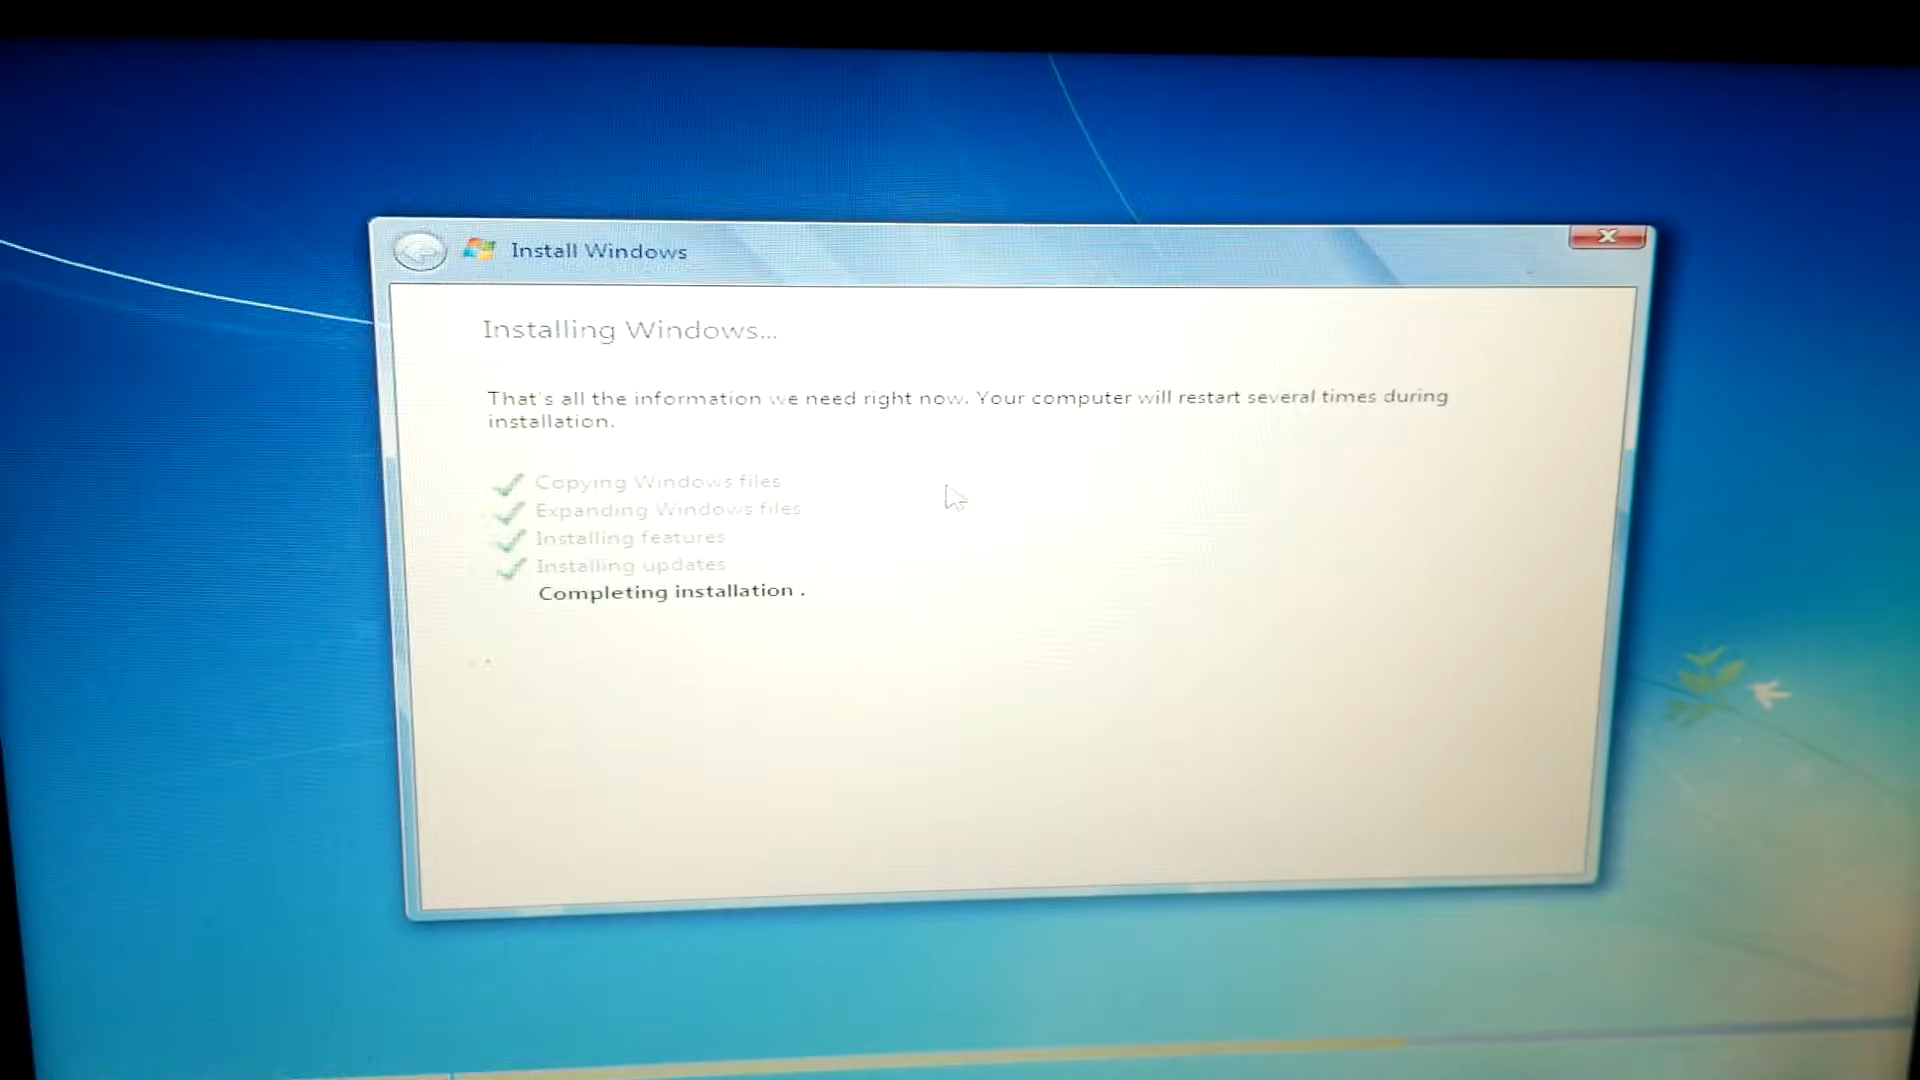 Install Windows
Installing Windows...
That's all the information we need right now. Your computer will restart several times during
installation.
Copying Windows files
Expanding Windows files
Installing features
Installing updates
Completing installation .